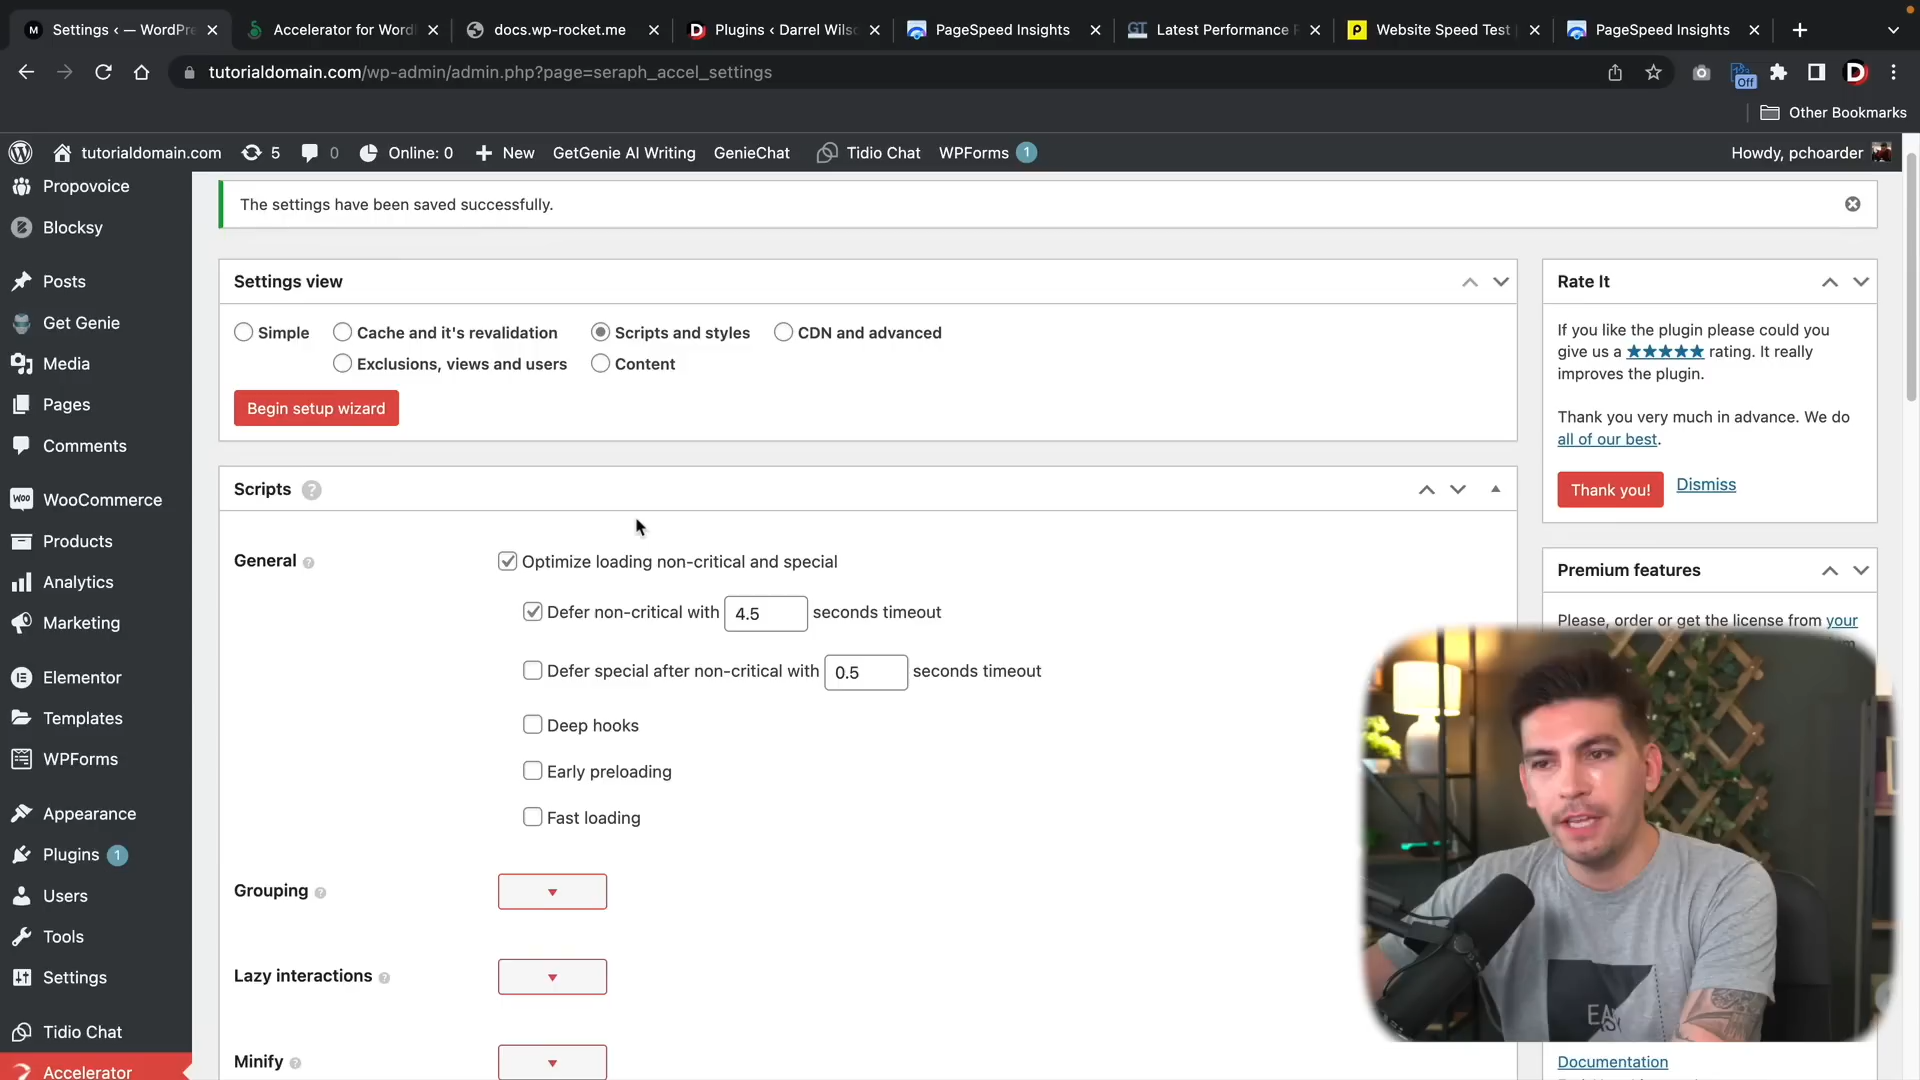 Settings ‹ — WordPre
Accelerator for Word
docs.wp-rocket.me
Plugins ‹ Darrel Wils
PageSpeed Insights
GT
Latest Performance
Website Speed Test
PageSpeed Insights
tutorialdomain.com/wp-admin/admin.php?page=seraph_accel_settings
Off
Other Bookmarks
tutorialdomain.com
5
0
Online: 0
New
GetGenie AI Writing
GenieChat
Tidio Chat
WPForms 1
Howdy, pchoarder
Propovoice
Blocksy
Posts
Get Genie
Media
Pages
Comments
WooCommerce
Products
Analytics
Marketing
Elementor
Templates
WPForms
Appearance
Plugins 1
Users
Tools
Settings
Tidio Chat
Accelerator
The settings have been saved successfully.
Settings view
Simple
Cache and it's revalidation
Scripts and styles
CDN and advanced
Exclusions, views and users
Content
Begin setup wizard
Scripts ?
General ?
Optimize loading non-critical and special
Defer non-critical with 4.5 seconds timeout
Defer special after non-critical with 0.5 seconds timeout
Deep hooks
Early preloading
Fast loading
Grouping ?
Lazy interactions ?
Minify ?
Rate It
If you like the plugin please could you
give us a ★★★★★ rating. It really
improves the plugin.
Thank you very much in advance. We do
all of our best.
Thank you!
Dismiss
Premium features
Please, order or get the license from your
Documentation